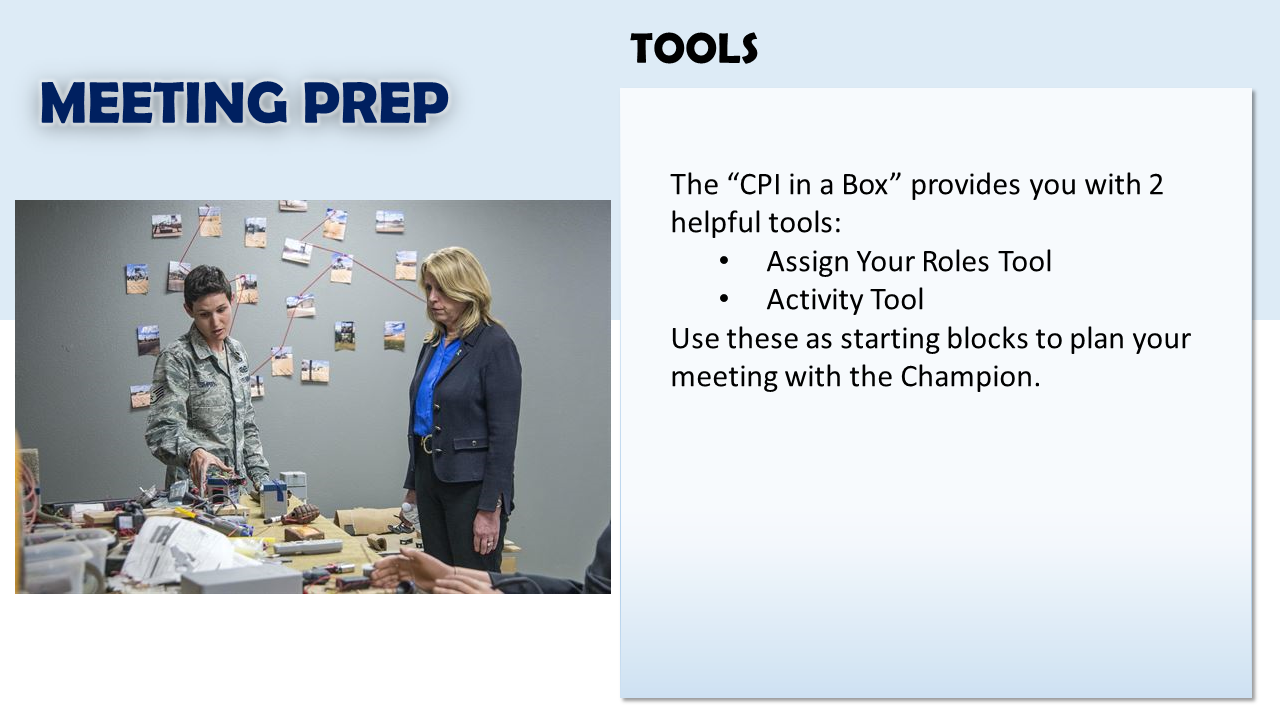 MEETING PREP
TOOLS
The “CPI in a Box” provides you with 2
helpful tools:
• Assign Your Roles Tool
• Activity Tool
Use these as starting blocks to plan your
meeting with the Champion.